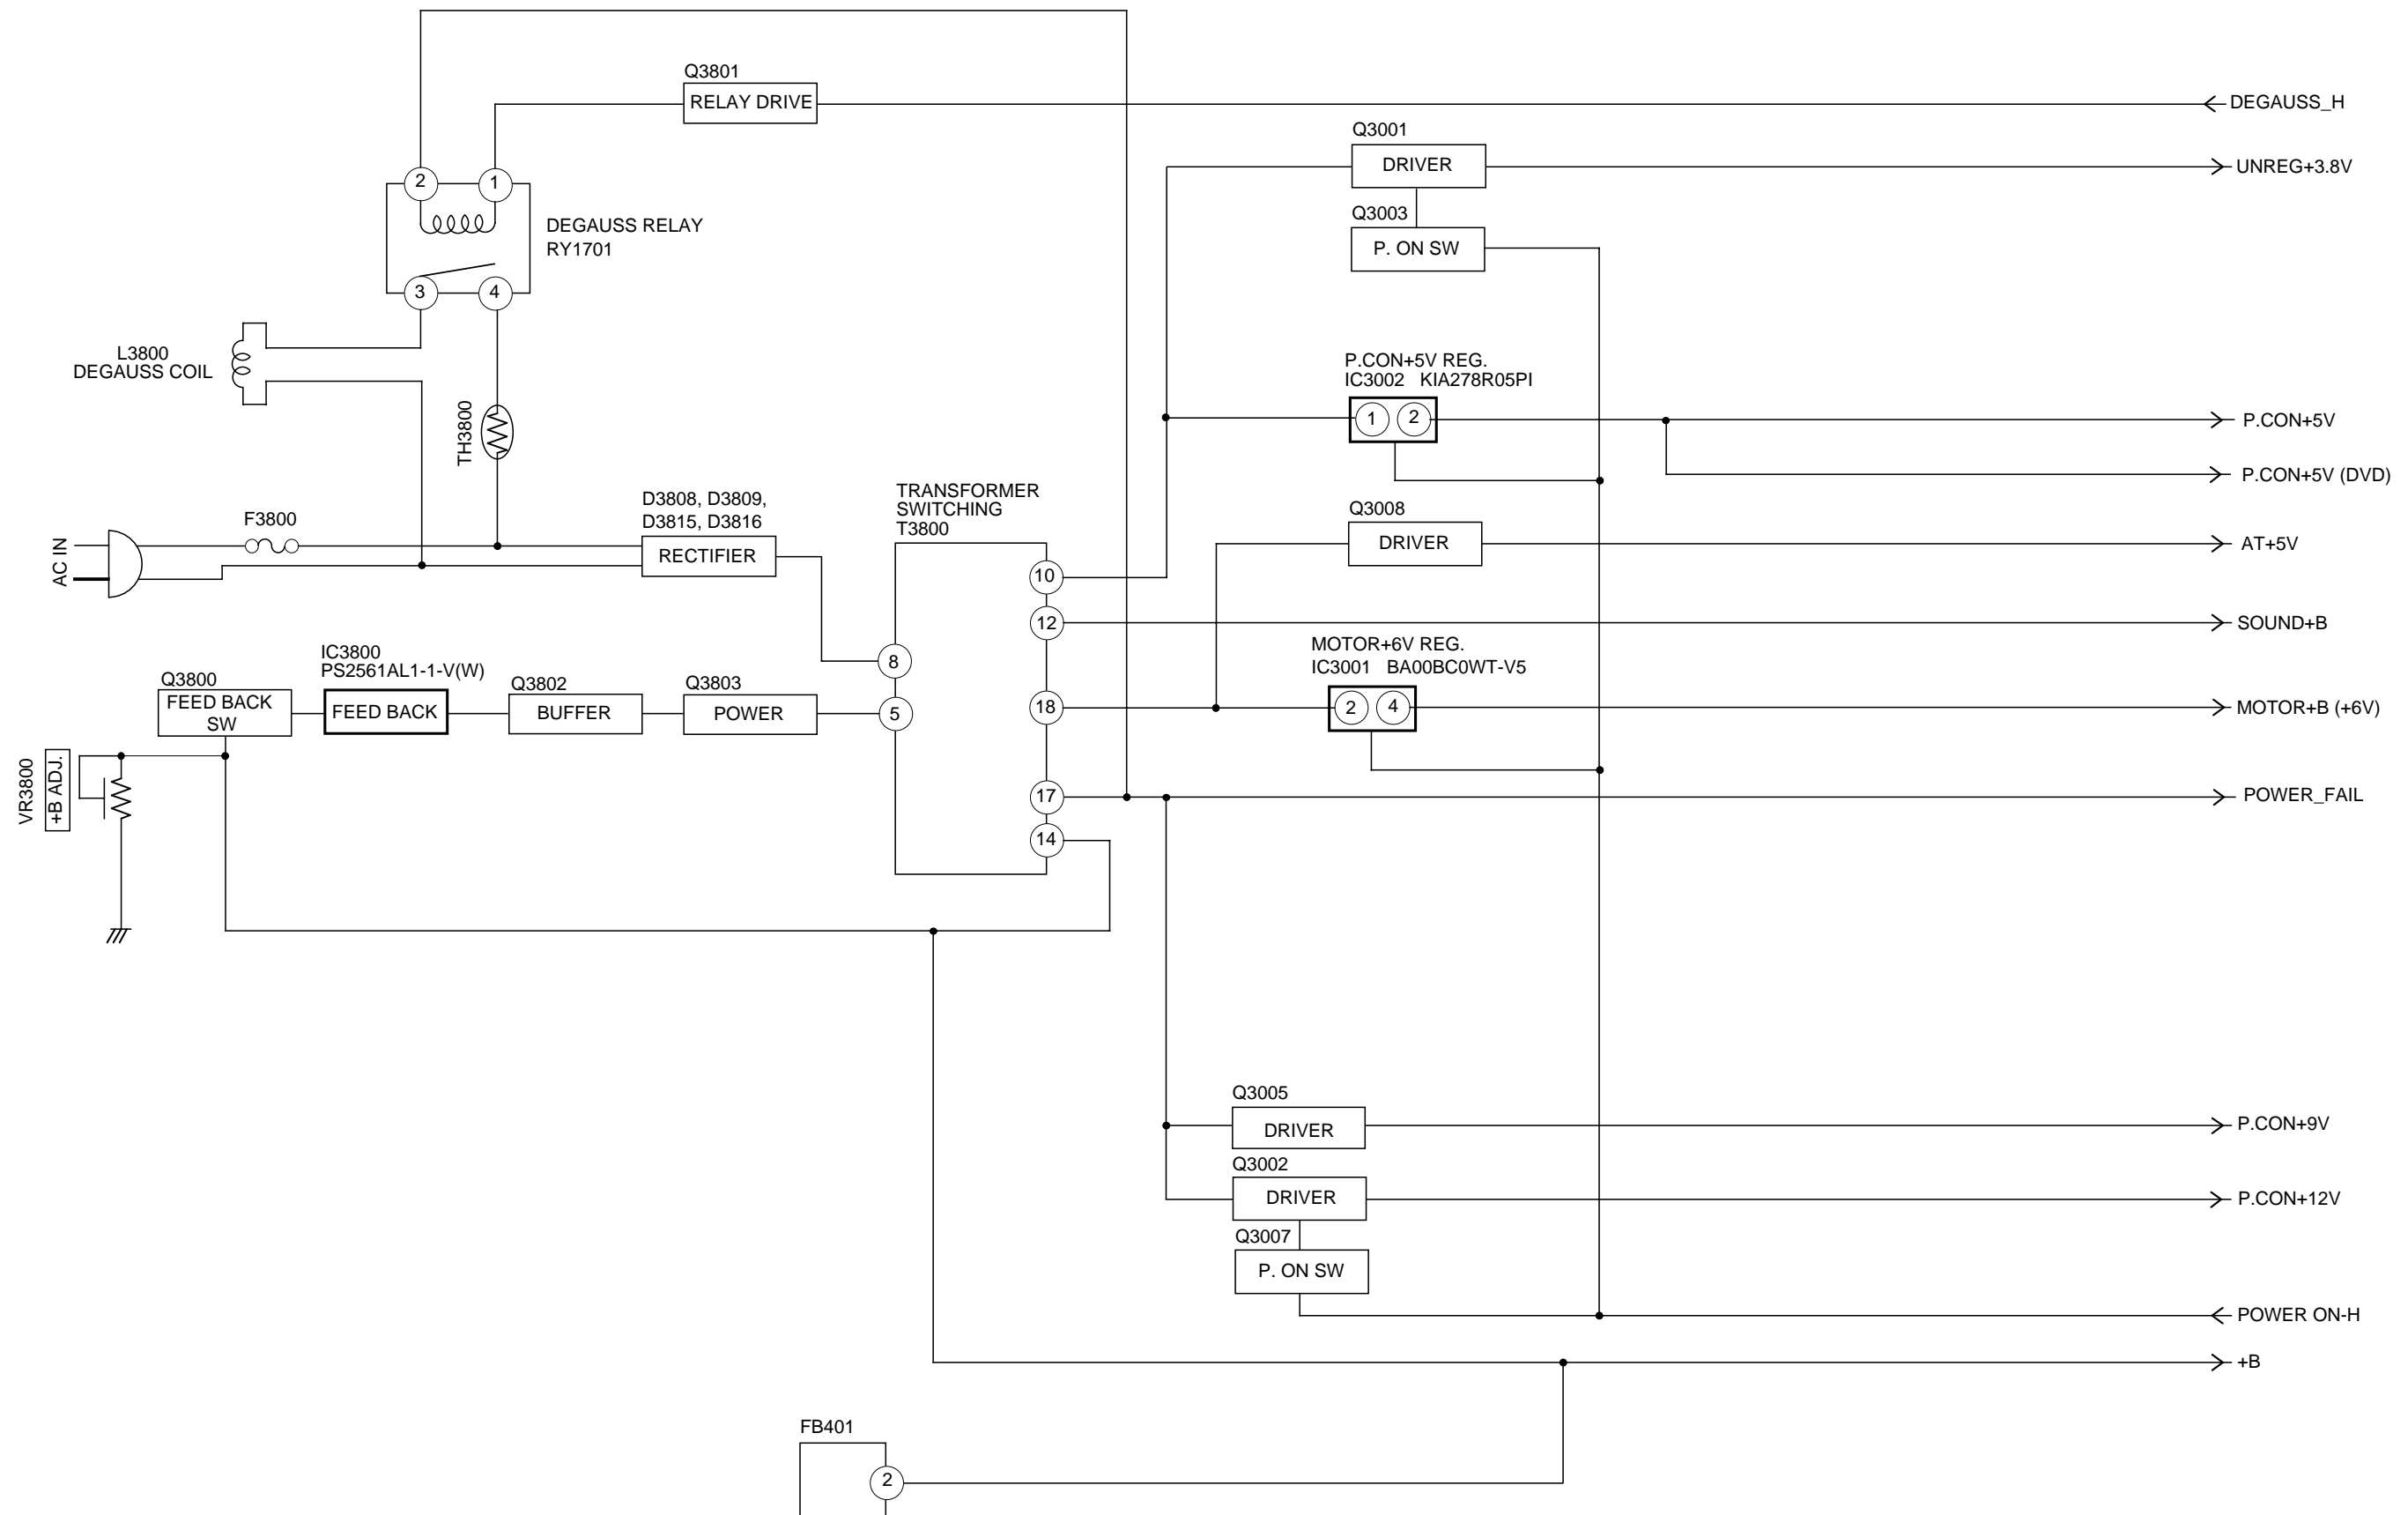 Q3801
RELAY DRIVE
DEGAUSS_H
Q3001
DRIVER
UNREG+3.8V
2
1
Q3003
P. ON SW
DEGAUSS RELAY
RY1701
3
4
L3800
DEGAUSS COIL
TH3800
P.CON+5V REG.
IC3002 KIA278R05PI
1
2
P.CON+5V
P.CON+5V (DVD)
AC IN
F3800
D3808, D3809,
D3815, D3816
RECTIFIER
TRANSFORMER
SWITCHING
T3800
Q3008
DRIVER
AT+5V
10
12
SOUND+B
8
5
18
17
14
MOTOR+6V REG.
IC3001 BA00BC0WT-V5
2
4
MOTOR+B (+6V)
Q3800
FEED BACK
SW
IC3800
PS2561AL1-1-V(W)
FEED BACK
Q3802
BUFFER
Q3803
POWER
VR3800
+B ADJ.
POWER_FAIL
Q3005
DRIVER
P.CON+9V
Q3002
DRIVER
P.CON+12V
Q3007
P. ON SW
POWER ON-H
+B
FB401
2